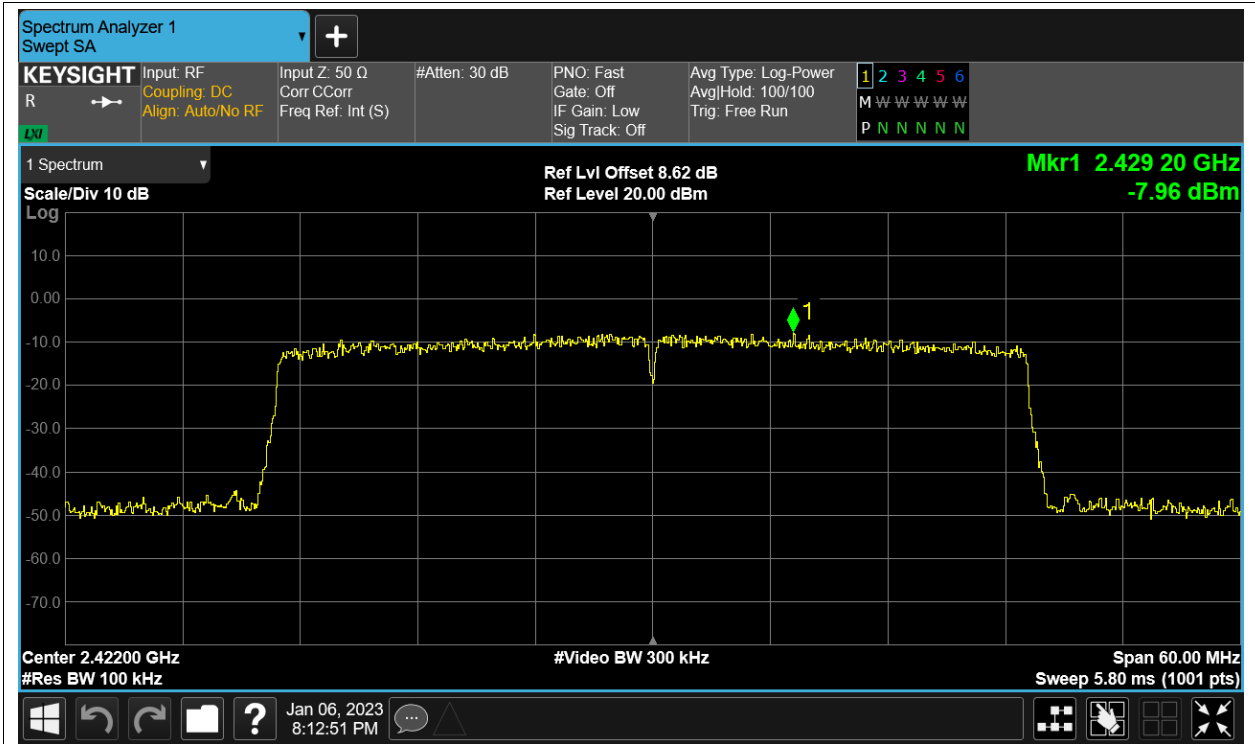 Spectrum Analyzer 1
Swept SA
KEYSIGHT
R
LXI
Input: RF
Coupling: DC
Align: Auto/No RF
Input Z: 50 Ω
Corr CCorr
Freq Ref: Int (S)
#Atten: 30 dB
PNO: Fast
Gate: Off
IF Gain: Low
Sig Track: Off
Avg Type: Log-Power
Avg|Hold: 100/100
Trig: Free Run
1 2 3 4 5 6
M W W W W W
P N N N N N
1 Spectrum
Scale/Div 10 dB
Log
Ref Lvl Offset 8.62 dB
Ref Level 20.00 dBm
Mkr1 2.429 20 GHz
-7.96 dBm
10.0
0.00
1
-10.0
-20.0
-30.0
-40.0
-50.0
-60.0
-70.0
Center 2.42200 GHz
#Res BW 100 kHz
#Video BW 300 kHz
Span 60.00 MHz
Sweep 5.80 ms (1001 pts)
?
Jan 06, 2023
8:12:51 PM